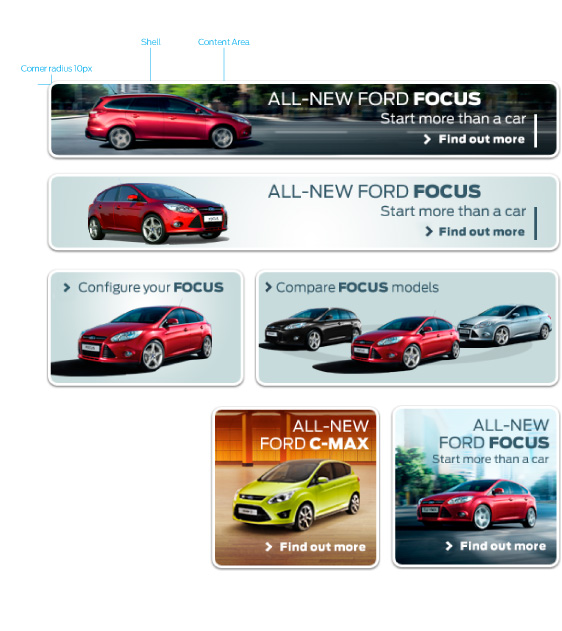 Shell
Content Area
Corner radius 10px
ALL-NEW FORD FOCUS
Start more than a car
Find out more
ALL-NEW FORD FOCUS
Start more than a car
Find out more
Configure your FOCUS
Compare FOCUS models
ALL-NEW
FORD C-MAX
Find out more
ALL-NEW
FORD FOCUS
Start more than a car
Find out more